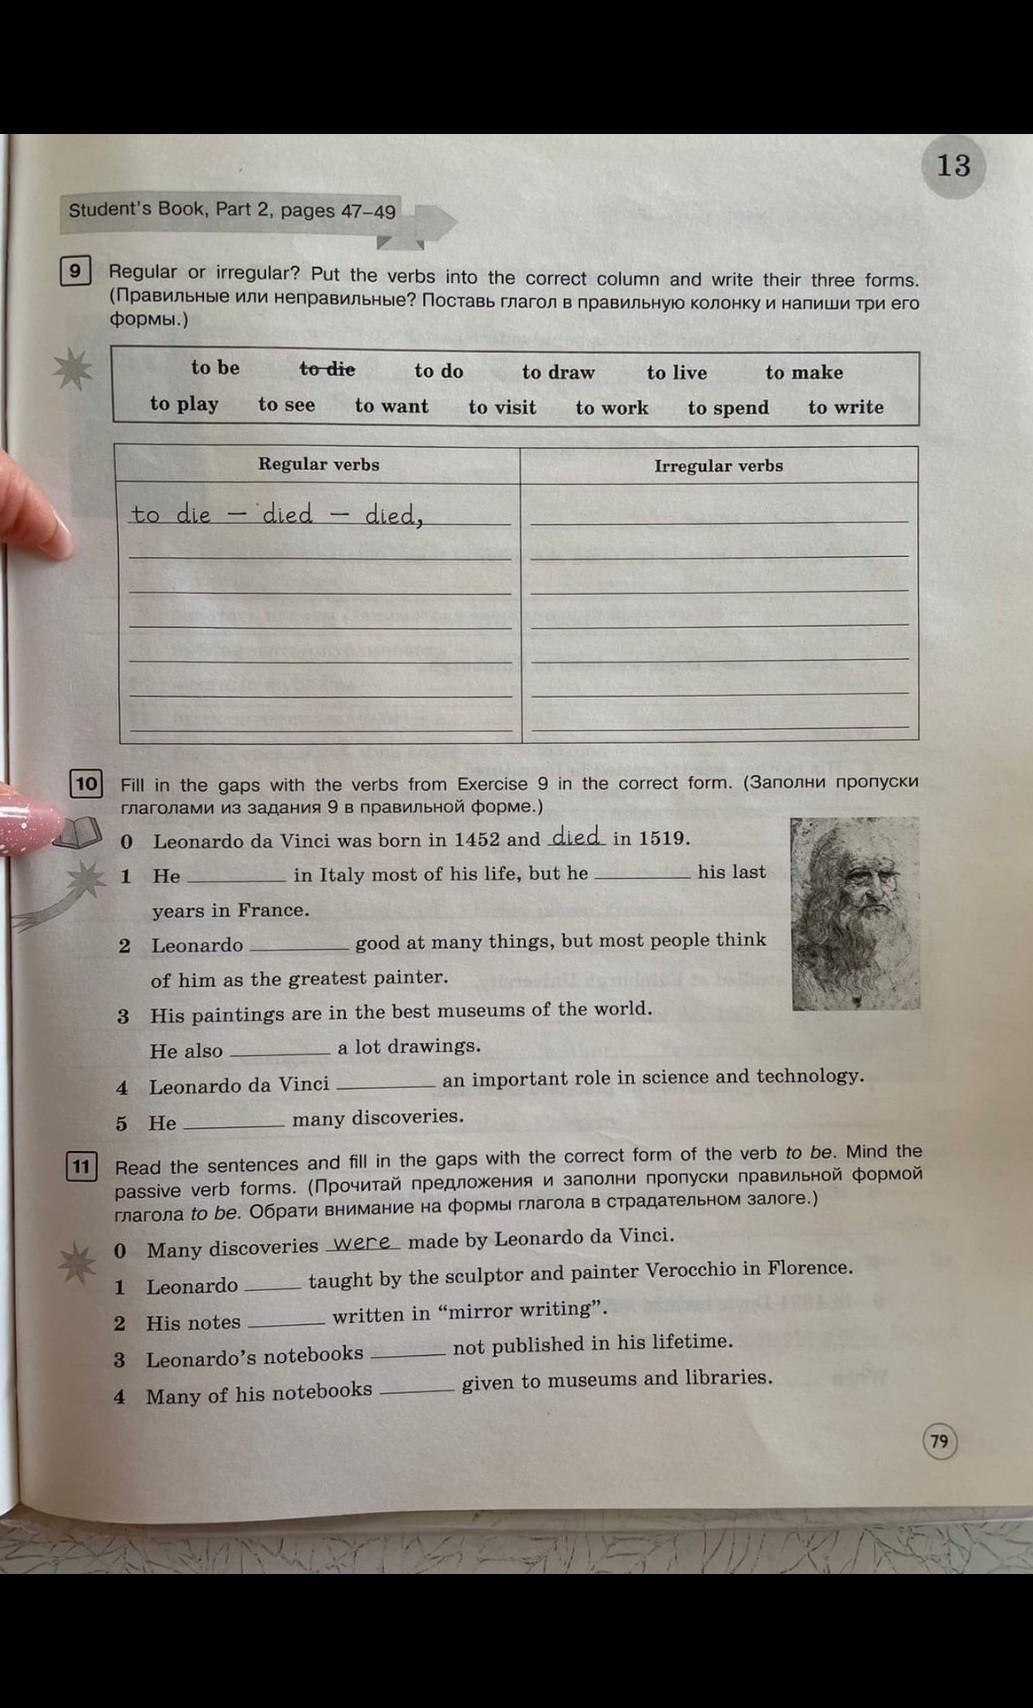 13
Student's Book, Part 2, pages 47–49
9 Regular or irregular? Put the verbs into the correct column and write their three forms.
(Правильные или неправильные? Поставь глагол в правильную колонку и напиши три его
формы.)
to be to die to do to draw to live to make
to play to see to want to visit to work to spend to write
Regular verbs Irregular verbs
to die – died – died,
10 Fill in the gaps with the verbs from Exercise 9 in the correct form. (Заполни пропуски
глаголами из задания 9 в правильной форме.)
0 Leonardo da Vinci was born in 1452 and died in 1519.
1 He ________ in Italy most of his life, but he ________ his last
years in France.
2 Leonardo ________ good at many things, but most people think
of him as the greatest painter.
3 His paintings are in the best museums of the world.
He also ________ a lot drawings.
4 Leonardo da Vinci ________ an important role in science and technology.
5 He ________ many discoveries.
11 Read the sentences and fill in the gaps with the correct form of the verb to be. Mind the
passive verb forms. (Прочитай предложения и заполни пропуски правильной формой
глагола to be. Обрати внимание на формы глагола в страдательном залоге.)
0 Many discoveries were made by Leonardo da Vinci.
1 Leonardo _____ taught by the sculptor and painter Verocchio in Florence.
2 His notes ______ written in “mirror writing”.
3 Leonardo's notebooks ______ not published in his lifetime.
4 Many of his notebooks ______ given to museums and libraries.
79